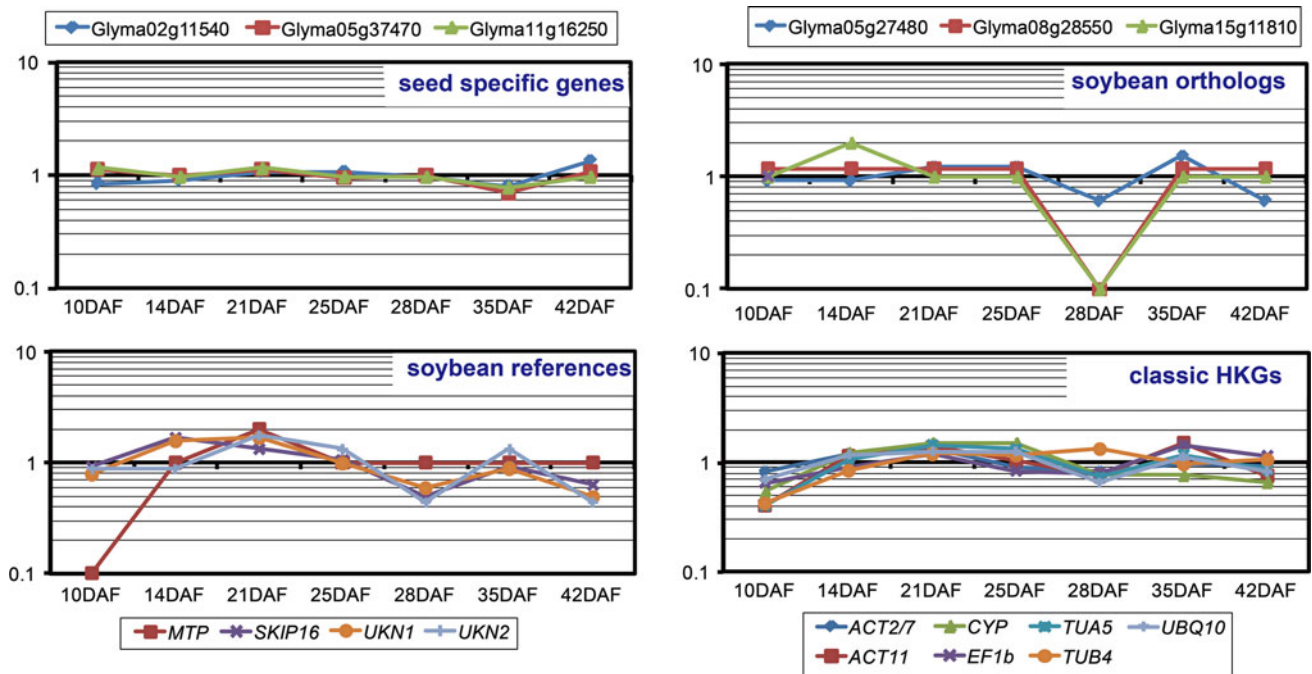 Glyma02g11540 Glyma05g37470 Glyma11g16250
10
seed specific genes
1
0.1
10DAF 14DAF 21DAF 25DAF 28DAF 35DAF 42DAF
Glyma05g27480 Glyma08g28550 Glyma15g11810
10
soybean orthologs
1
0.1
10DAF 14DAF 21DAF 25DAF 28DAF 35DAF 42DAF
10
soybean references
1
0.1
10DAF 14DAF 21DAF 25DAF 28DAF 35DAF 42DAF
MTP SKIP16 UKN1 UKN2
10
classic HKGs
1
0.1
10DAF 14DAF 21DAF 25DAF 28DAF 35DAF 42DAF
ACT2/7 CYP TUA5 UBQ10
ACT11 EF1b TUB4